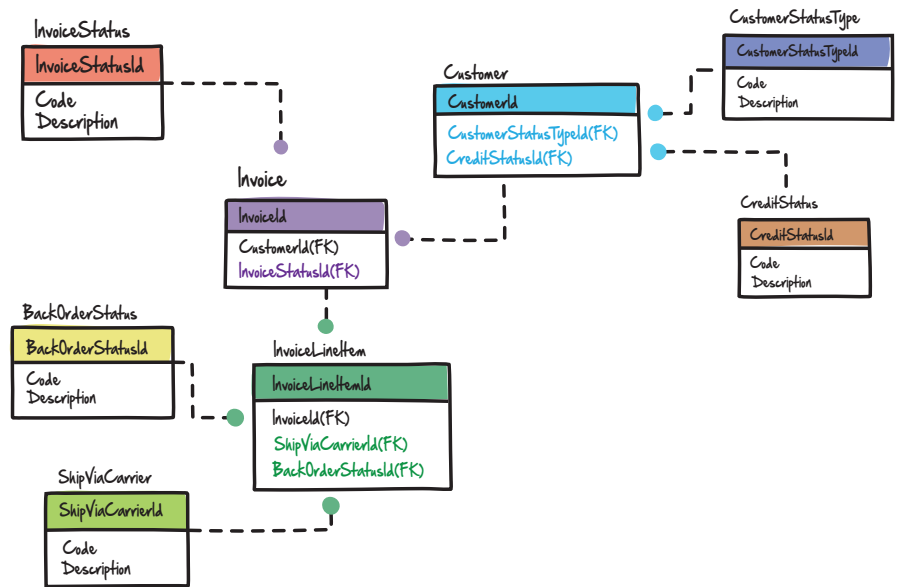 InvoiceStatus
InvoiceStatusId
Code
Description
CustomerStatusType
CustomerStatusTypeId
Code
Description
Customer
CustomerId
CustomerStatusTypeId(FK)
CreditStatusId(FK)
CreditStatus
CreditStatusId
Code
Description
Invoice
InvoiceId
CustomerId(FK)
InvoiceStatusId(FK)
BackOrderStatus
BackOrderStatusId
Code
Description
InvoiceLineItem
InvoiceLineItemId
InvoiceId(FK)
ShipViaCarrierId(FK)
BackOrderStatusId(FK)
ShipViaCarrier
ShipViaCarrierId
Code
Description